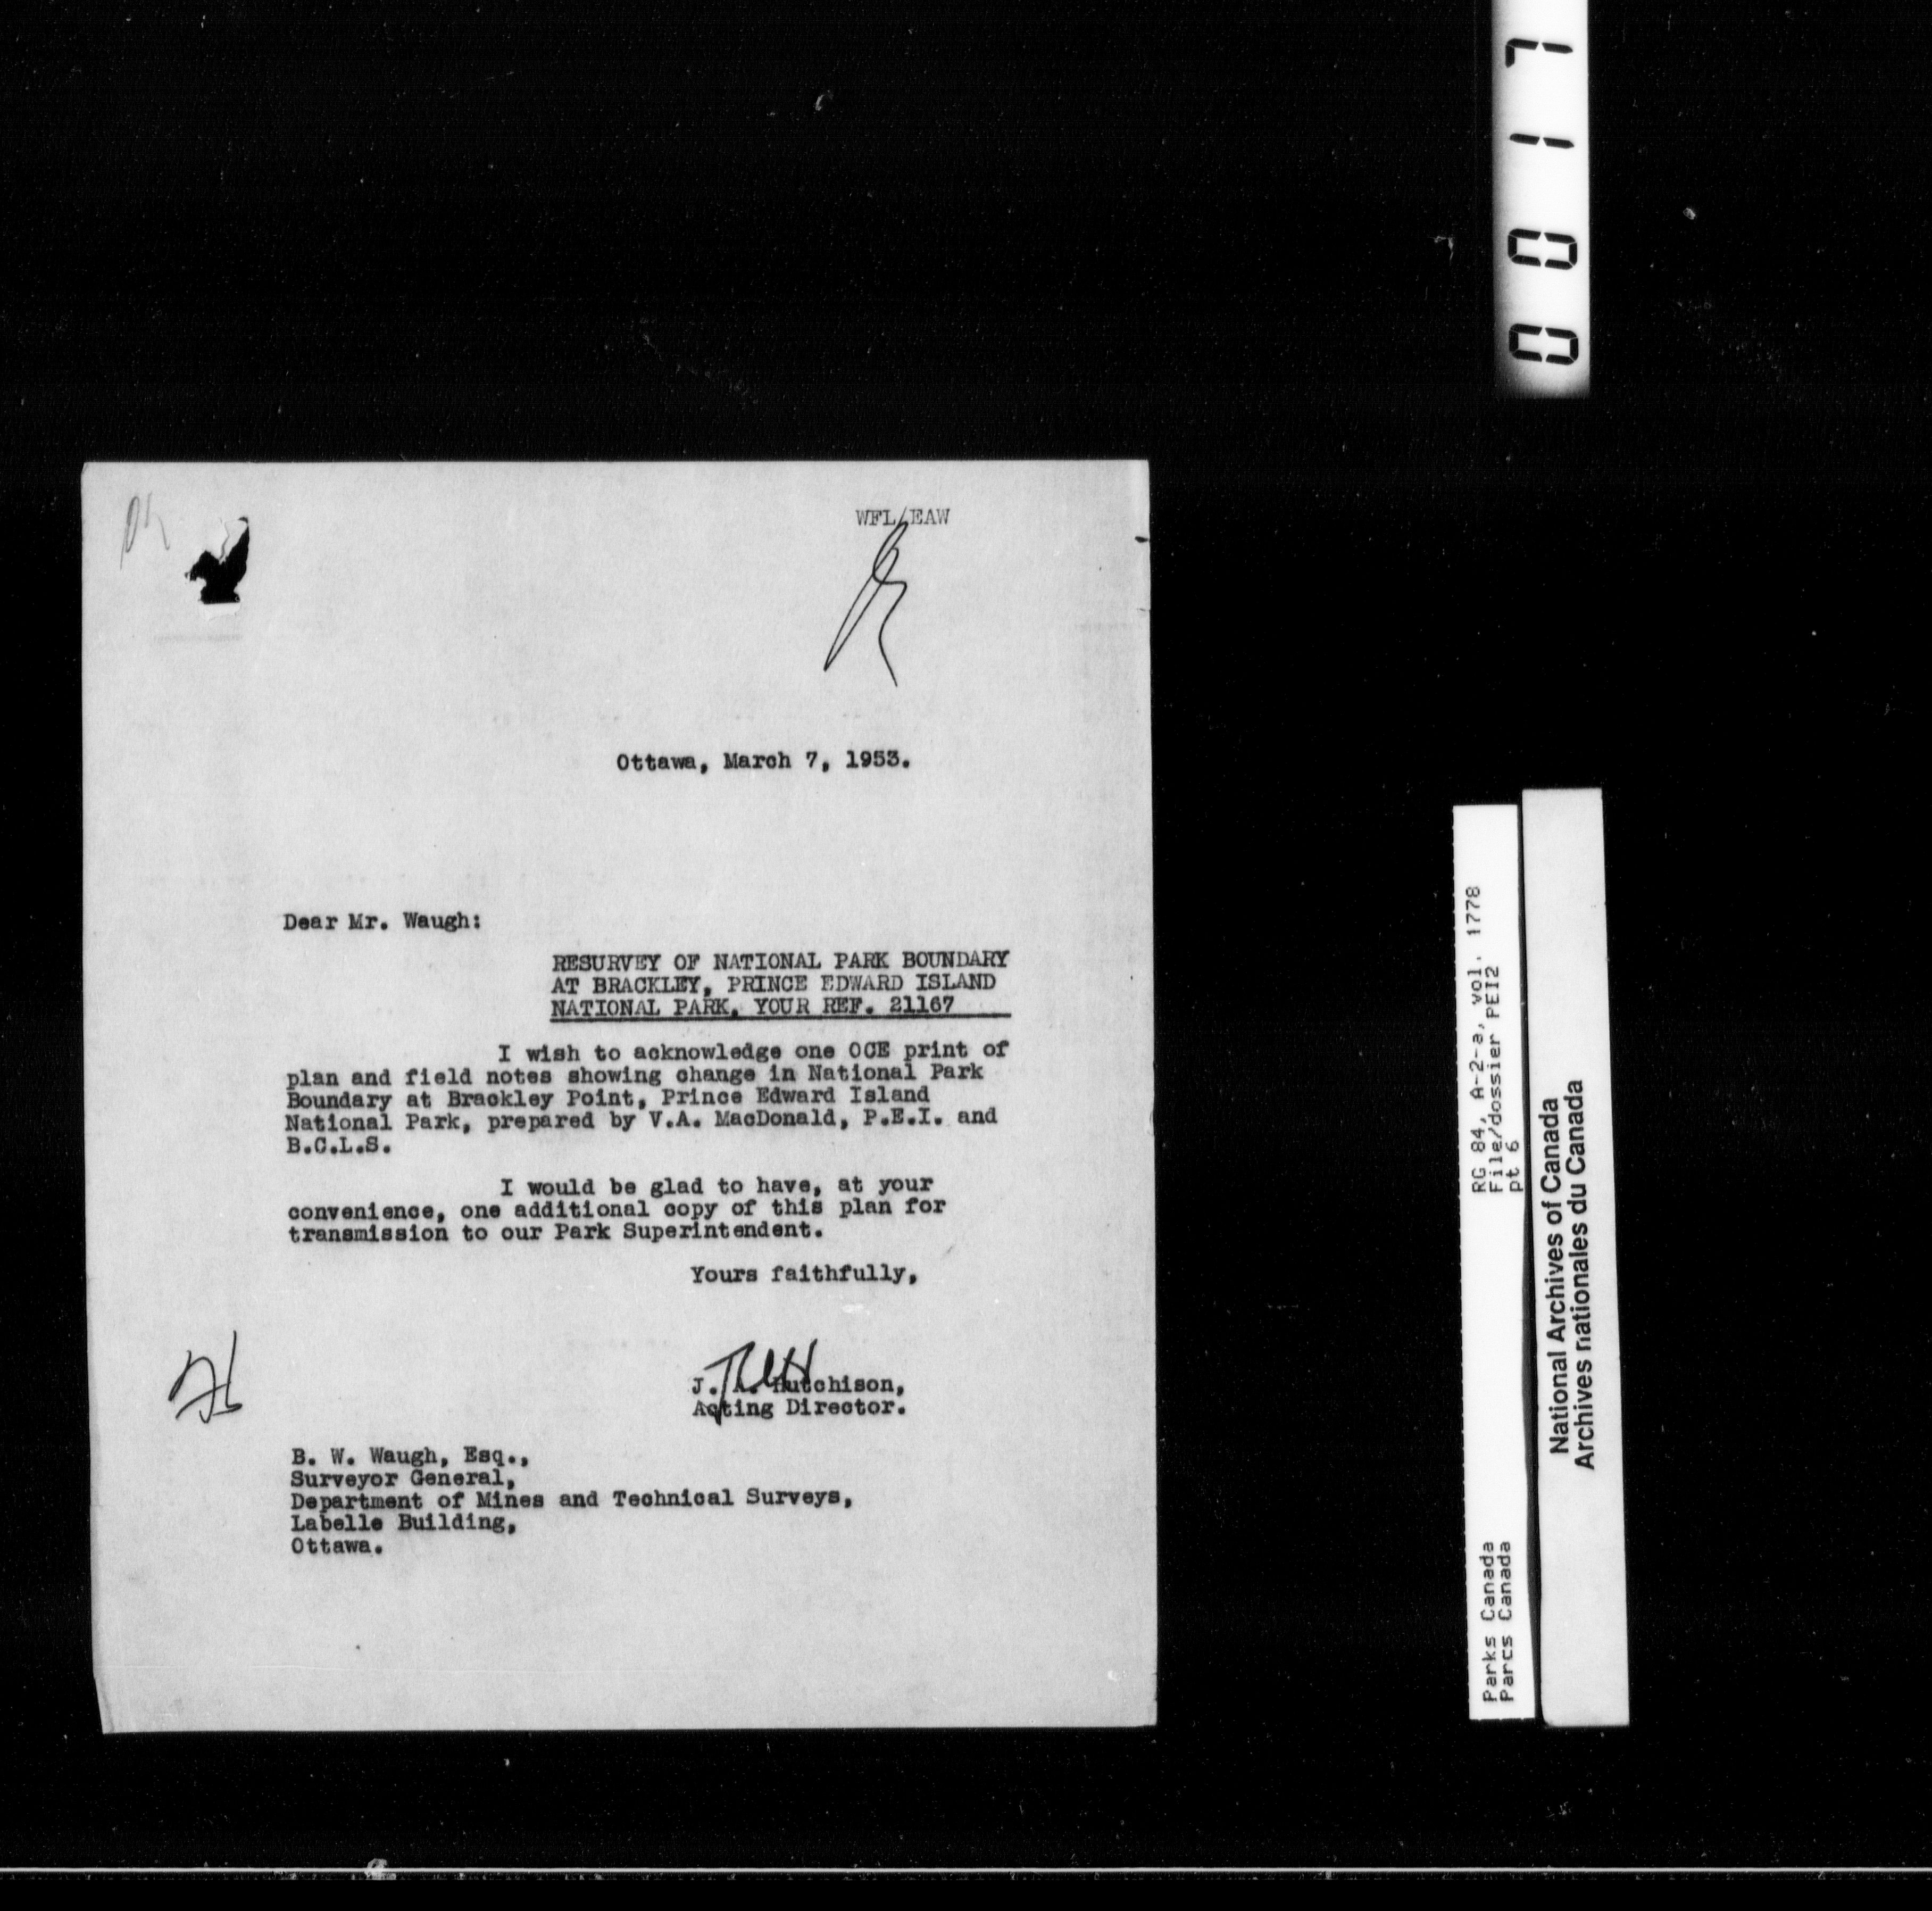 WFL/EAW
Ottawa, March 7, 1953.
Dear Mr. Waugh:
RESURVEY OF NATIONAL PARK BOUNDARY
AT BRACKLEY, PRINCE EDWARD ISLAND
NATIONAL PARK, YOUR REF. 21167
I wish to acknowledge one OCE print of
plan and field notes showing change in National Park
Boundary at Brackley Point, Prince Edward Island
National Park, prepared by V.A. MacDonald, P.E.I. and
B.C.L.S.
I would be glad to have, at your
convenience, one additional copy of this plan for
transmission to our Park Superintendent.
Yours faithfully,
J. A. Hutchison,
Acting Director.
B. W. Waugh, Esq.,
Surveyor General,
Department of Mines and Technical Surveys,
Labelle Building,
Ottawa.
0017
RG 84, A-2-a, vol. 1778
File/dossier PEI2
pt 6
Parks Canada
Parcs Canada
National Archives of Canada
Archives nationales du Canada